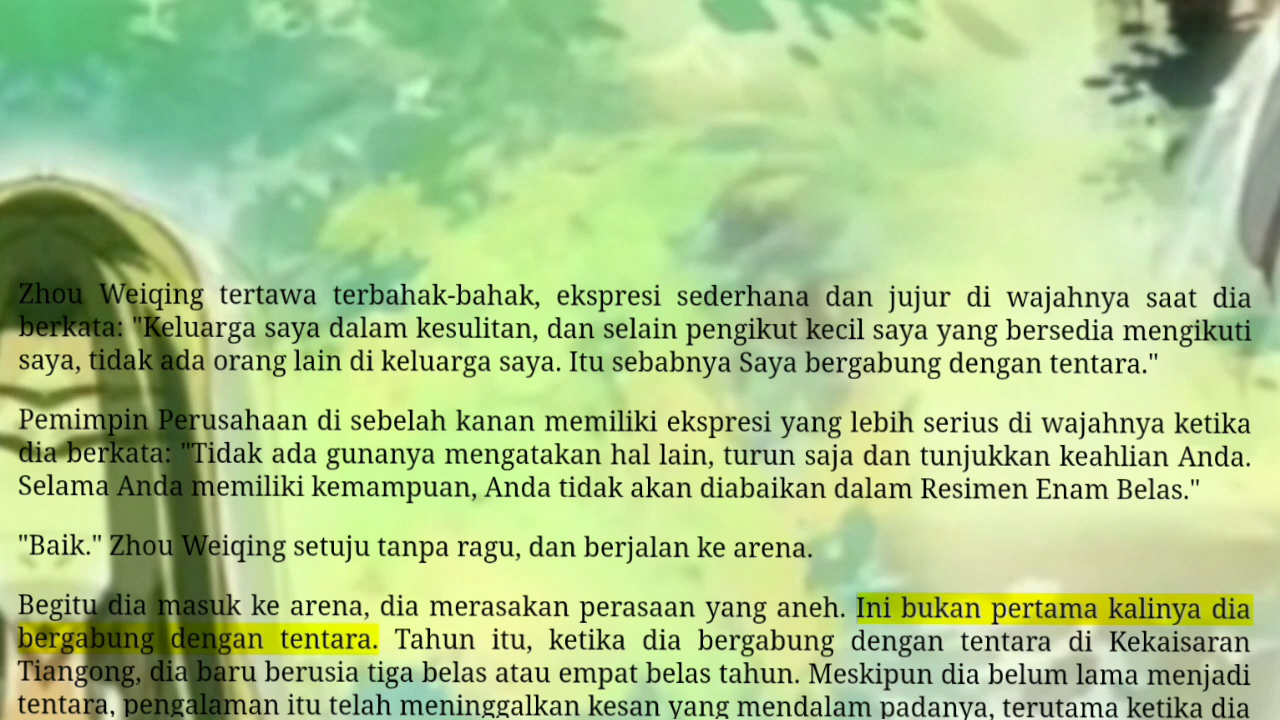 Zhou Weiqing tertawa terbahak-bahak, ekspresi sederhana dan jujur di wajahnya saat dia
berkata: "Keluarga saya dalam kesulitan, dan selain pengikut kecil saya yang bersedia mengikuti
saya, tidak ada orang lain di keluarga saya. Itu sebabnya Saya bergabung dengan tentara."
Pemimpin Perusahaan di sebelah kanan memiliki ekspresi yang lebih serius di wajahnya ketika
dia berkata: "Tidak ada gunanya mengatakan hal lain, turun saja dan tunjukkan keahlian Anda.
Selama Anda memiliki kemampuan, Anda tidak akan diabaikan dalam Resimen Enam Belas."
"Baik." Zhou Weiqing setuju tanpa ragu, dan berjalan ke arena.
Begitu dia masuk ke arena, dia merasakan perasaan yang aneh. Ini bukan pertama kalinya dia
bergabung dengan tentara. Tahun itu, ketika dia bergabung dengan tentara di Kekaisaran
Tiangong, dia baru berusia tiga belas atau empat belas tahun. Meskipun dia belum lama menjadi
tentara, pengalaman itu telah meninggalkan kesan yang mendalam padanya, terutama ketika dia